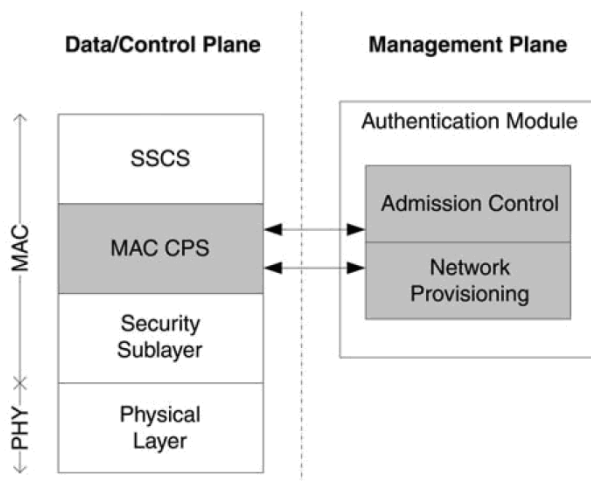 Data/Control Plane
Management Plane
SSCS
MAC CPS
Security
Sublayer
Physical
Layer
MAC
PHY
Authentication Module
Admission Control
Network
Provisioning